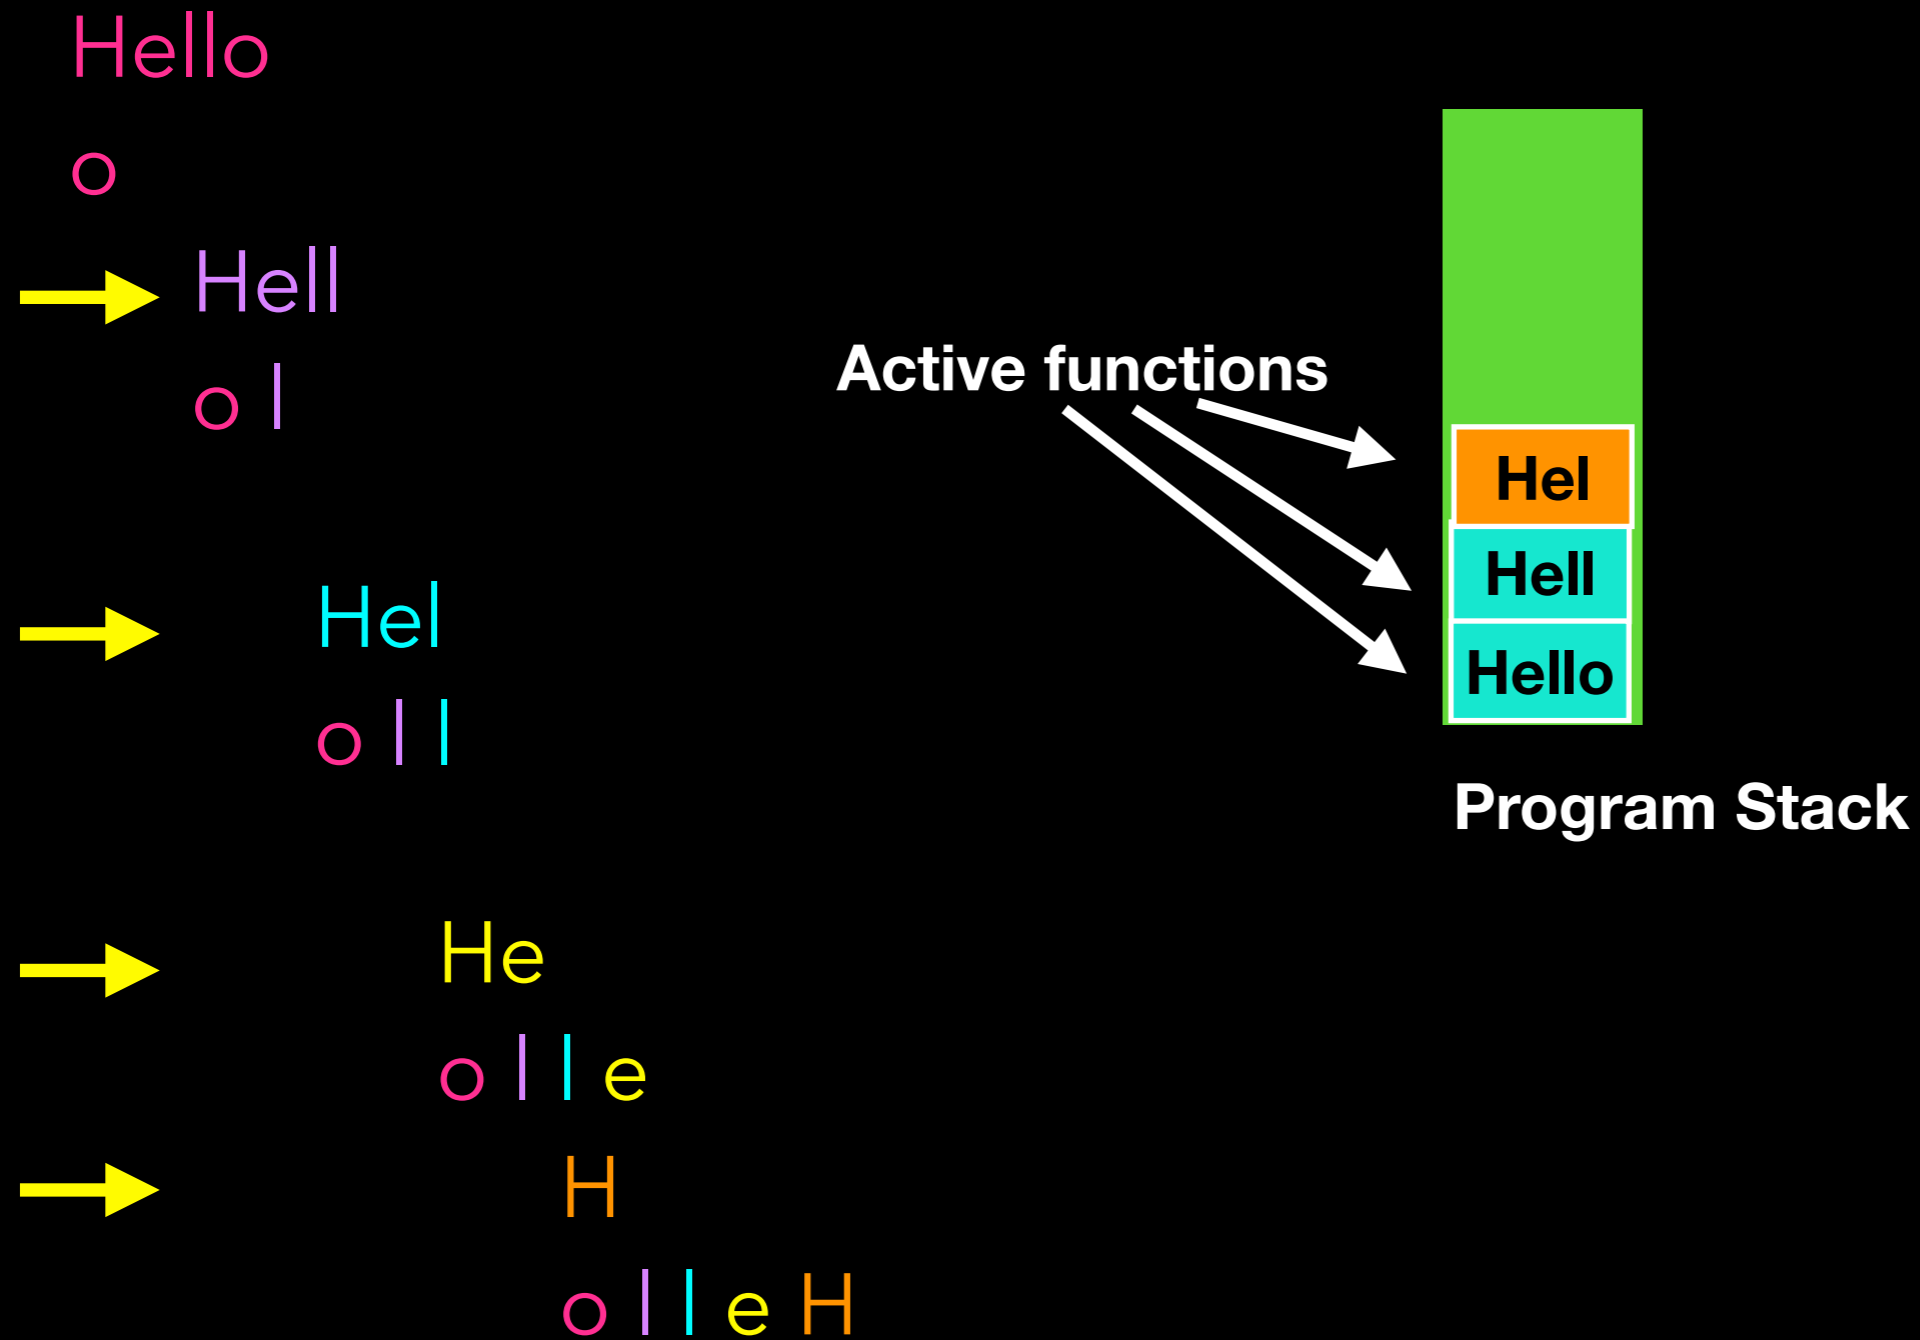 Hello
o
Hell
o l
Active functions
Hel
Hell
Hello
Program Stack
Hel
o l l
He
o l l e
H
o l l e H